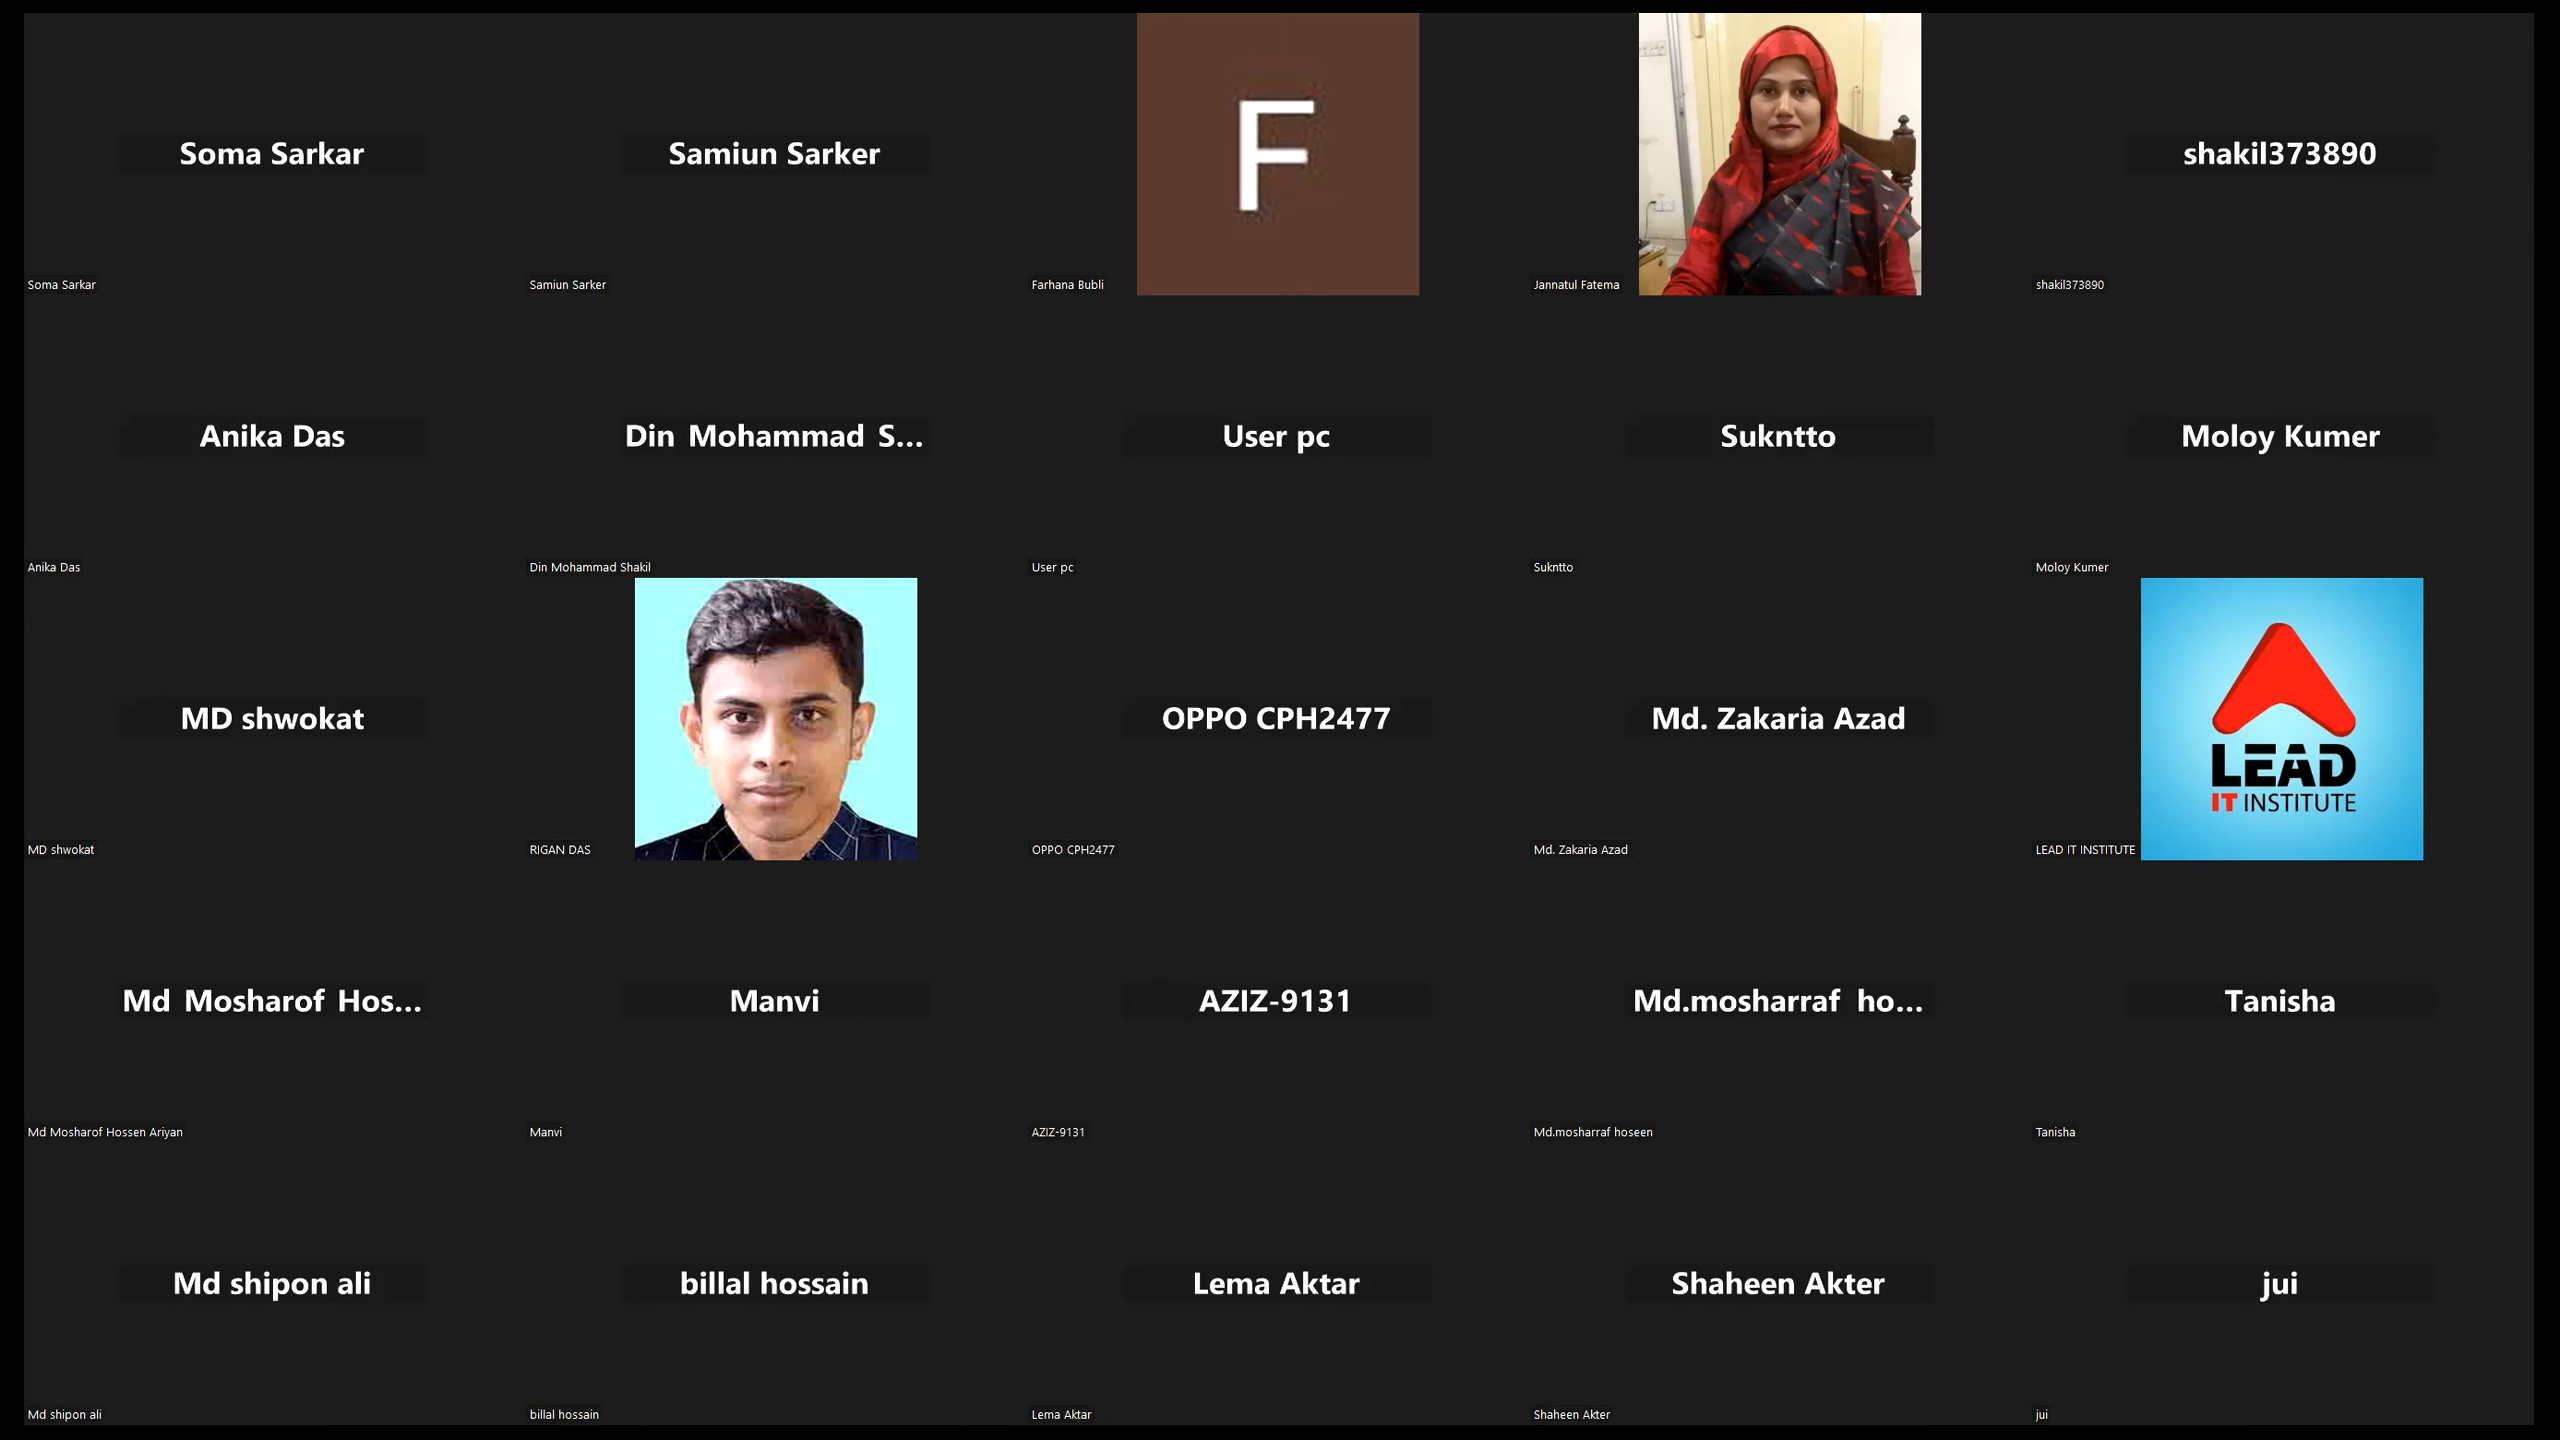 Soma Sarkar
Samiun Sarker
F
shakil373890
Soma Sarkar
Samiun Sarker
Farhana Bubli
Jannatul Fatema
shakil373890
Anika Das
Din Mohammad S...
User pc
Sukntto
Moloy Kumer
Anika Das
Din Mohammad Shakil
User pc
Sukntto
Moloy Kumer
MD shwokat
OPPO CPH2477
Md. Zakaria Azad
LEAD
IT INSTITUTE
MD shwokat
RIGAN DAS
OPPO CPH2477
Md. Zakaria Azad
LEAD IT INSTITUTE
Md Mosharof Hos...
Manvi
AZIZ-9131
Md.mosharraf ho...
Tanisha
Md Mosharof Hossen Ariyan
Manvi
AZIZ-9131
Md.mosharraf hoseen
Tanisha
Md shipon ali
billal hossain
Lema Aktar
Shaheen Akter
jui
Md shipon ali
billal hossain
Lema Aktar
Shaheen Akter
jui